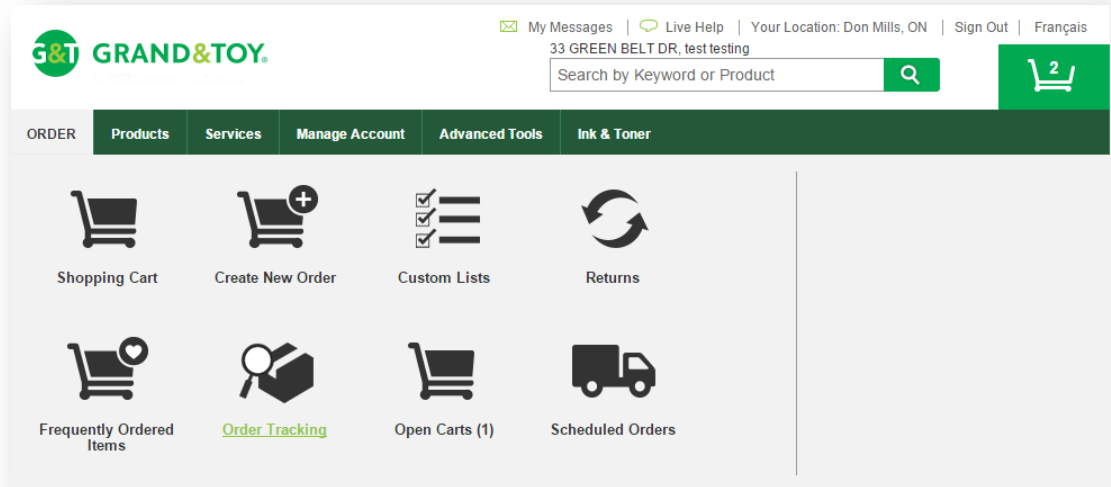 My Messages | Live Help | Your Location: Don Mills, ON | Sign Out | Français
G&T GRAND&TOY.
33 GREEN BELT DR, test testing
Search by Keyword or Product
2
ORDER Products Services Manage Account Advanced Tools Ink & Toner
Shopping Cart Create New Order Custom Lists Returns
Frequently Ordered Items Order Tracking Open Carts (1) Scheduled Orders